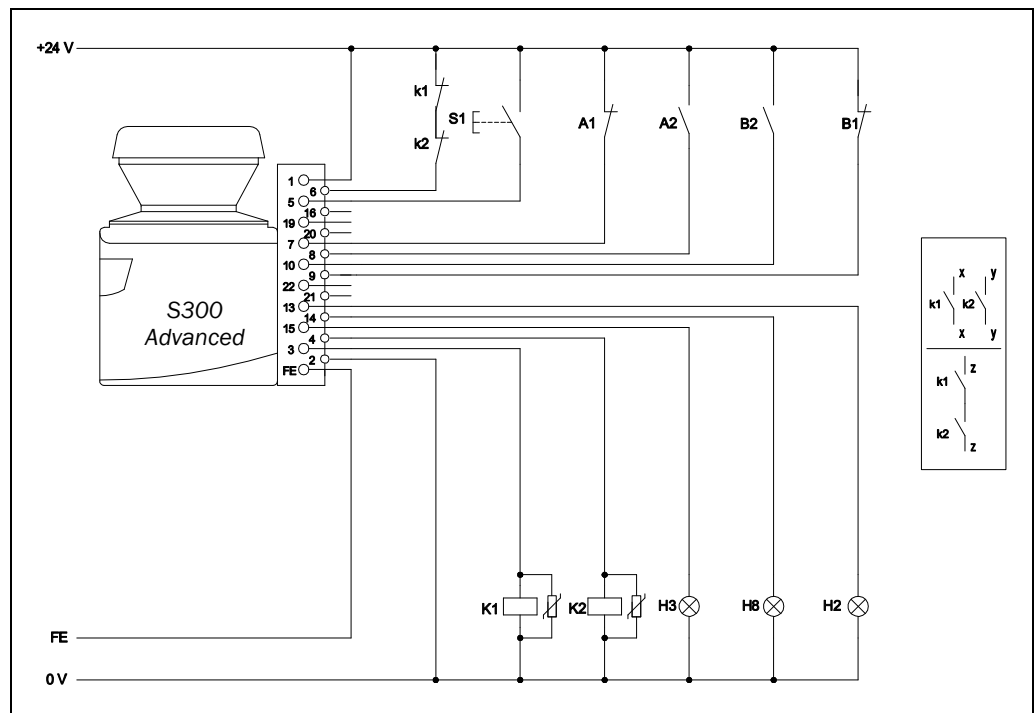 +24 V
k1
k2
S1
A1
A2
B2
B1
1
6
5
16
19
20
7
8
10
9
22
21
13
14
15
4
3
2
FE
S300
Advanced
x y
k1 k2
x y
z
k1
k2
z
K1
K2
H3
H8
H2
FE
0 V